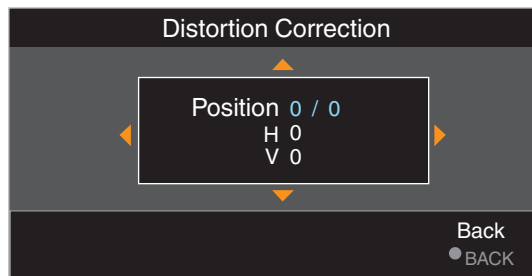 Distortion Correction
Position 0 / 0
H 0
V 0
Back
BACK